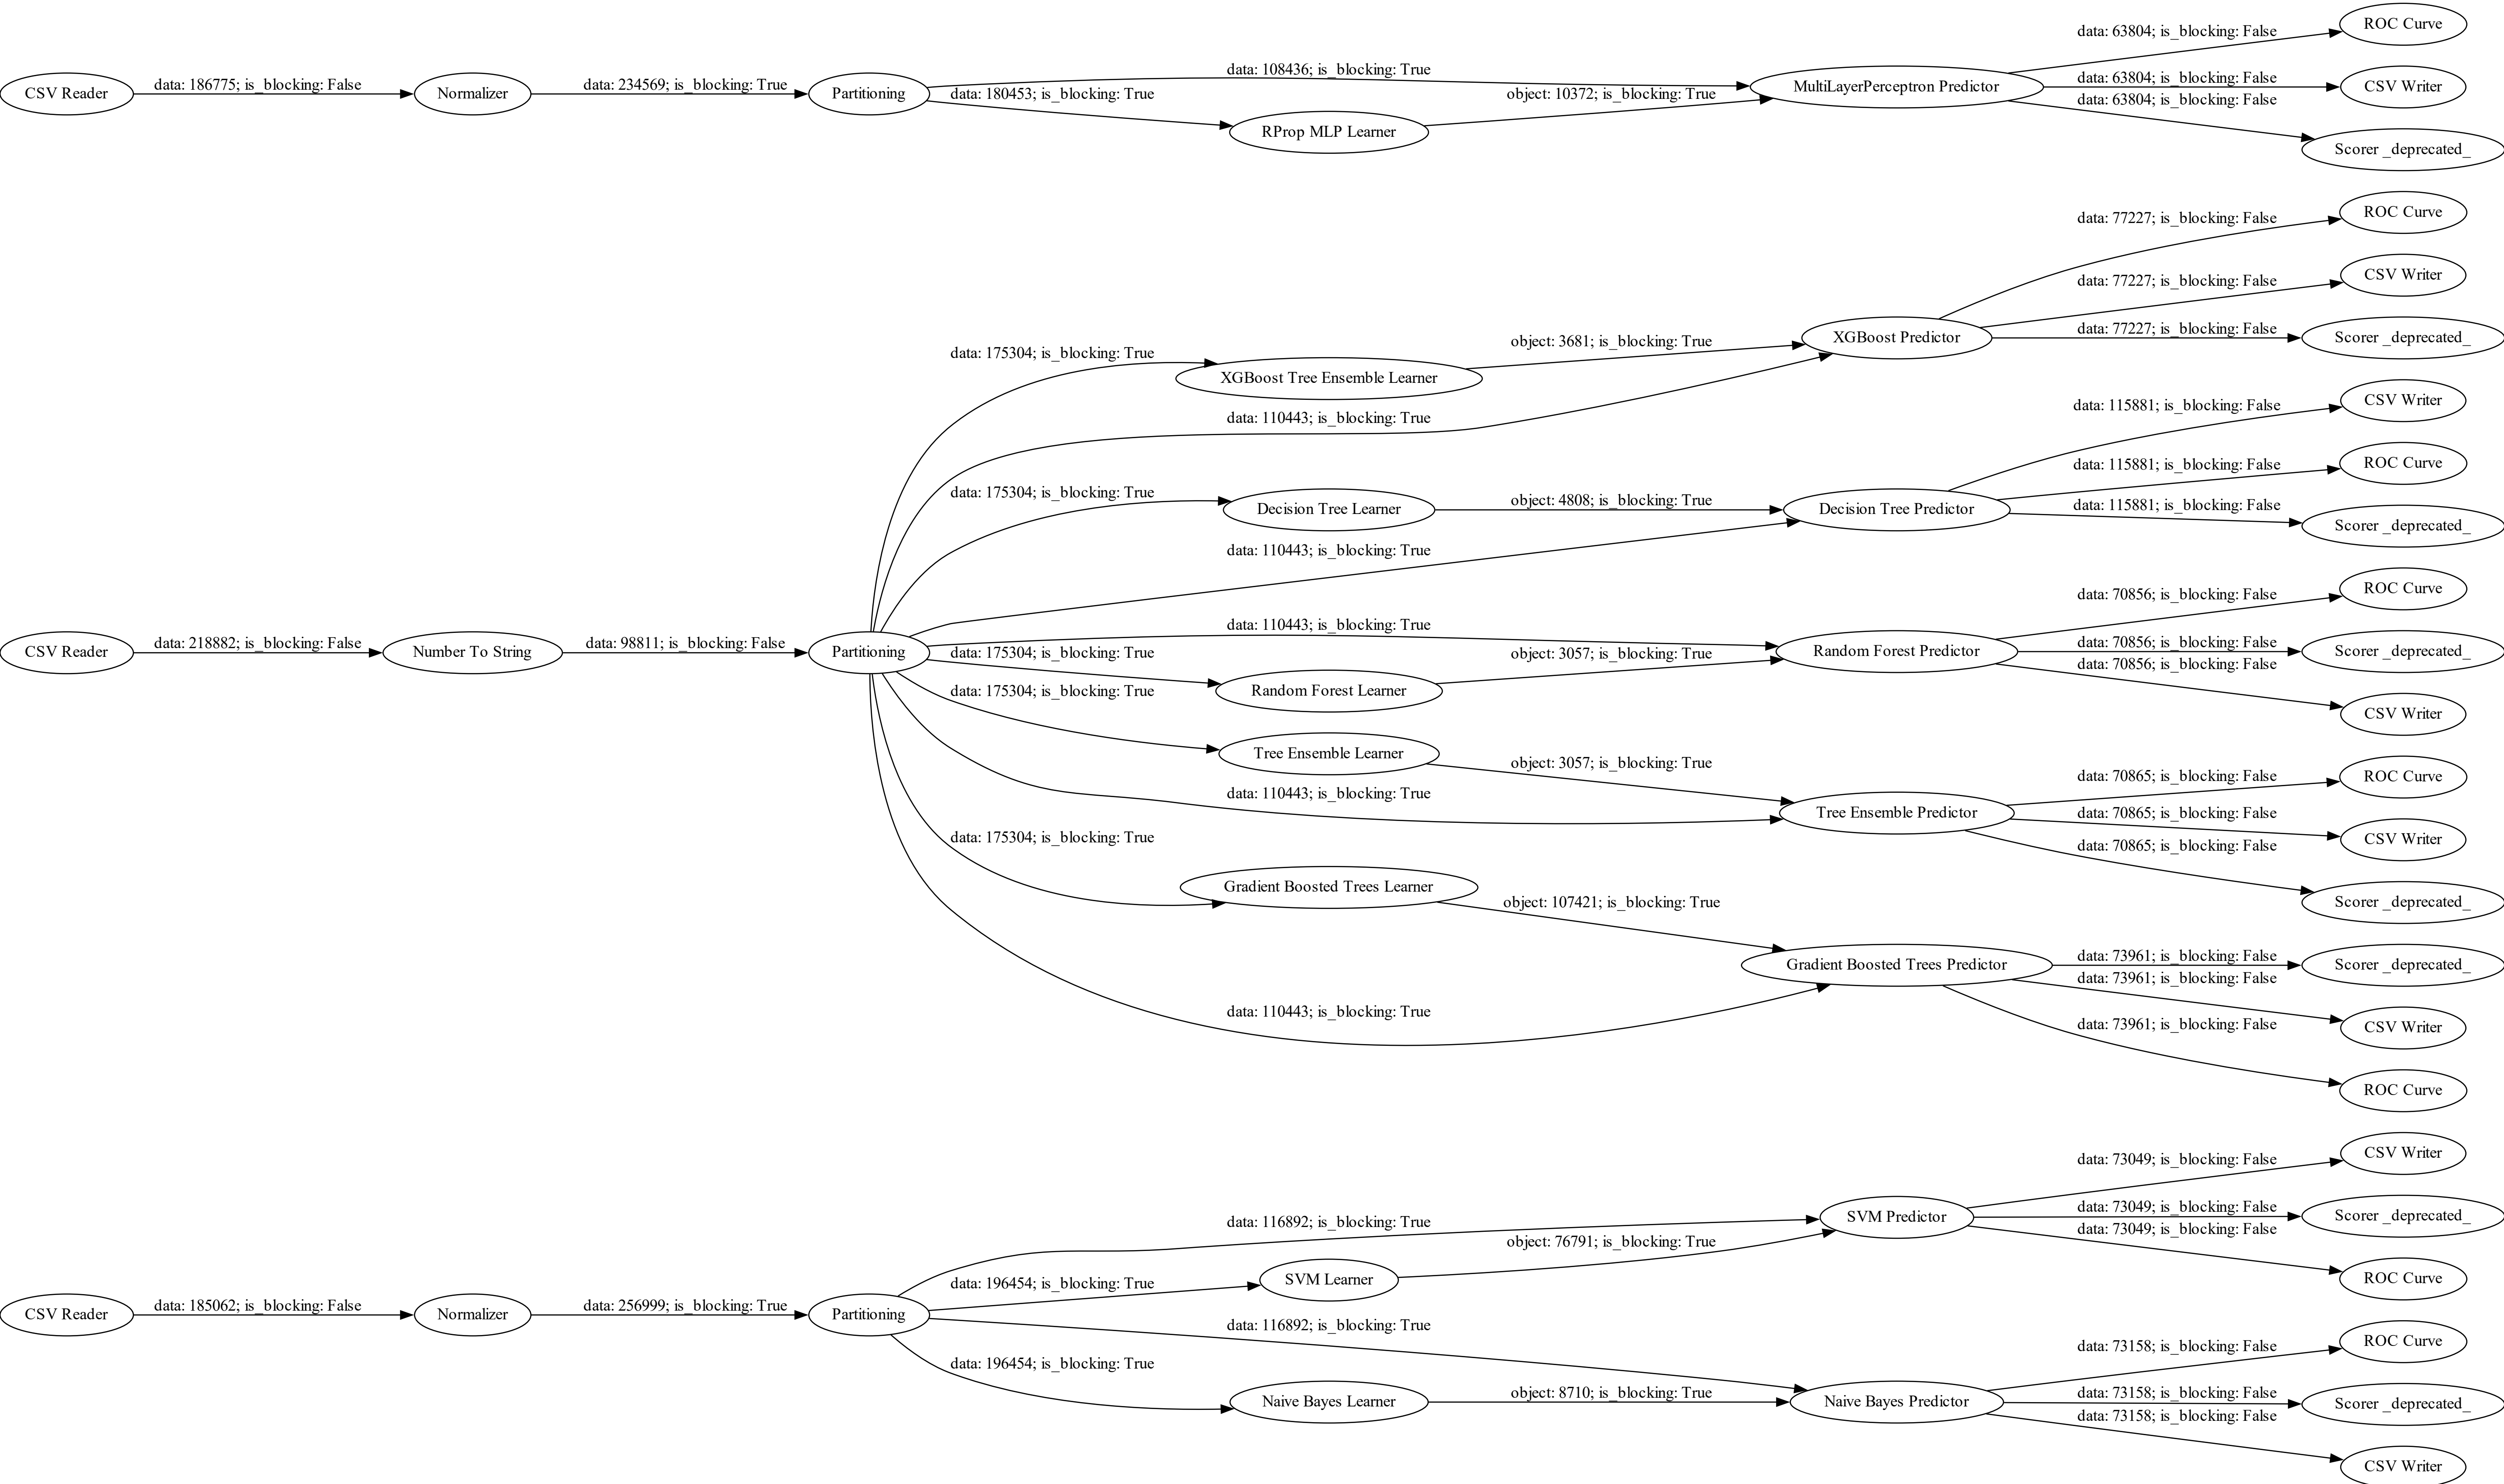 ROC Curve
data: 63804; is_blocking: False
data: 108436; is_blocking: True
data: 63804; is_blocking: False
CSV Reader
data: 186775; is_blocking: False
Normalizer
data: 234569; is_blocking: True
Partitioning
data: 180453; is_blocking: True
object: 10372; is_blocking: True
MultiLayerPerceptron Predictor
CSV Writer
data: 63804; is_blocking: False
RProp MLP Learner
Scorer _deprecated_
ROC Curve
data: 77227; is_blocking: False
CSV Writer
data: 77227; is_blocking: False
data: 77227; is_blocking: False
XGBoost Predictor
Scorer _deprecated_
data: 175304; is_blocking: True
object: 3681; is_blocking: True
XGBoost Tree Ensemble Learner
CSV Writer
data: 115881; is_blocking: False
data: 110443; is_blocking: True
ROC Curve
data: 115881; is_blocking: False
data: 175304; is_blocking: True
object: 4808; is_blocking: True
data: 115881; is_blocking: False
Decision Tree Learner
Decision Tree Predictor
Scorer _deprecated_
data: 110443; is_blocking: True
ROC Curve
data: 70856; is_blocking: False
data: 110443; is_blocking: True
data: 70856; is_blocking: False
CSV Reader
data: 218882; is_blocking: False
Number To String
data: 98811; is_blocking: False
Partitioning
data: 175304; is_blocking: True
object: 3057; is_blocking: True
Random Forest Predictor
Scorer _deprecated_
data: 70856; is_blocking: False
data: 175304; is_blocking: True
Random Forest Learner
CSV Writer
Tree Ensemble Learner
object: 3057; is_blocking: True
data: 70865; is_blocking: False
ROC Curve
data: 110443; is_blocking: True
Tree Ensemble Predictor
data: 70865; is_blocking: False
CSV Writer
data: 175304; is_blocking: True
data: 70865; is_blocking: False
Gradient Boosted Trees Learner
object: 107421; is_blocking: True
Scorer _deprecated_
data: 73961; is_blocking: False
Gradient Boosted Trees Predictor
Scorer _deprecated_
data: 73961; is_blocking: False
data: 110443; is_blocking: True
data: 73961; is_blocking: False
CSV Writer
ROC Curve
CSV Writer
data: 73049; is_blocking: False
data: 116892; is_blocking: True
SVM Predictor
data: 73049; is_blocking: False
Scorer _deprecated_
data: 73049; is_blocking: False
object: 76791; is_blocking: True
data: 196454; is_blocking: True
SVM Learner
ROC Curve
CSV Reader
data: 185062; is_blocking: False
Normalizer
data: 256999; is_blocking: True
Partitioning
data: 116892; is_blocking: True
data: 73158; is_blocking: False
ROC Curve
data: 196454; is_blocking: True
Naive Bayes Learner
object: 8710; is_blocking: True
Naive Bayes Predictor
data: 73158; is_blocking: False
Scorer _deprecated_
data: 73158; is_blocking: False
CSV Writer